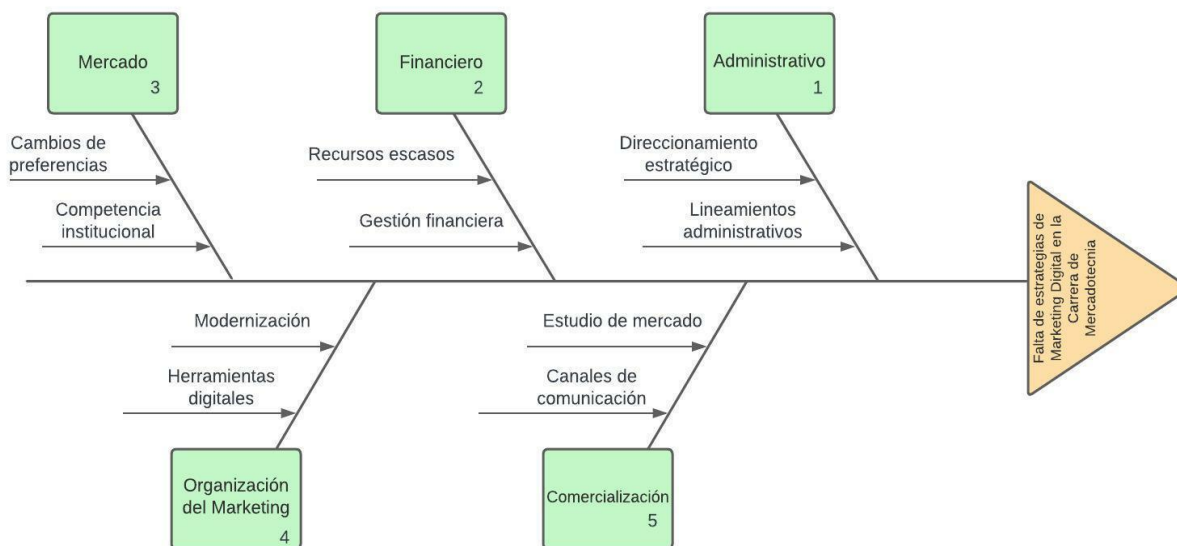 Mercado
3
Financiero
2
Administrativo
1
Cambios de
preferencias
Competencia
institucional
Recursos escasos
Gestión financiera
Direccionamiento
estratégico
Lineamientos
administrativos
Falta de estrategias de
Marketing Digital en la
Carrera de
Mercadotecnia
Modernización
Herramientas
digitales
Estudio de mercado
Canales de
comunicación
Organización
del Marketing
4
Comercialización
5